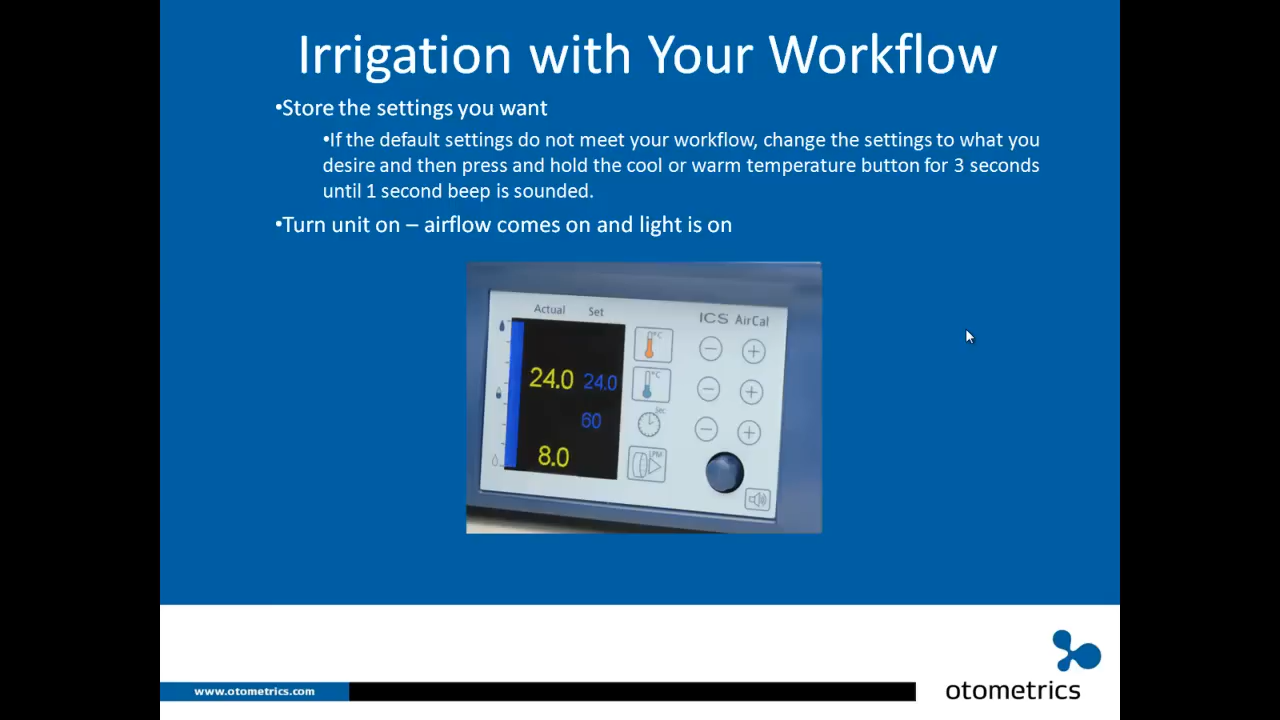 Irrigation with Your Workflow
•Store the settings you want
•If the default settings do not meet your workflow, change the settings to what you
desire and then press and hold the cool or warm temperature button for 3 seconds
until 1 second beep is sounded.
•Turn unit on – airflow comes on and light is on
Actual Set
ICS AirCal
°C
24.0 24.0
°C
60
Sec
8.0
LPM
www.otometrics.com
otometrics